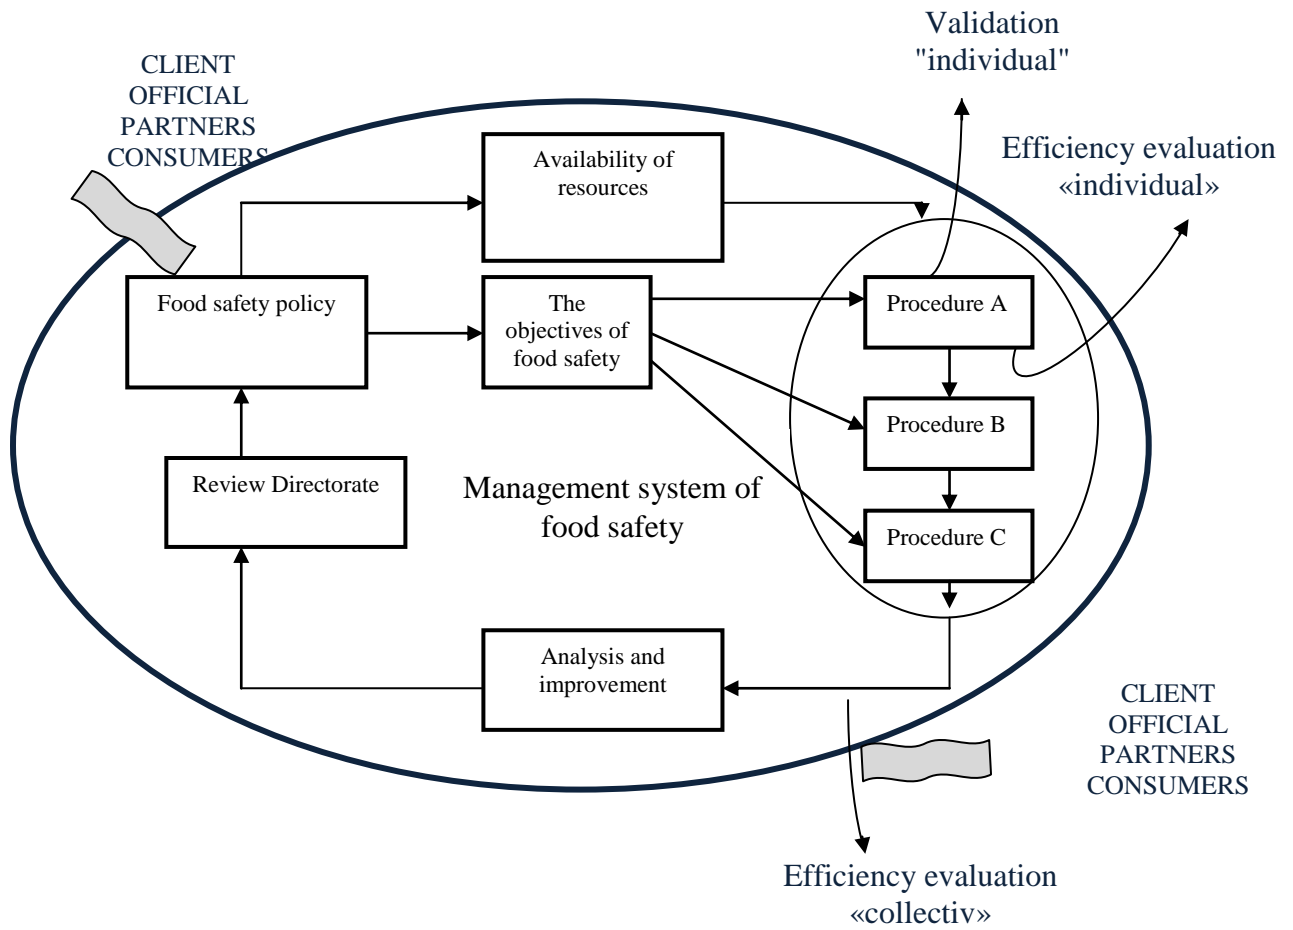 Validation
"individual"
CLIENT
OFFICIAL
PARTNERS
CONSUMERS
Efficiency evaluation
«individual»
Availability of
resources
Food safety policy
The
objectives of
food safety
Procedure A
Procedure B
Review Directorate
Management system of
food safety
Procedure C
Analysis and
improvement
CLIENT
OFFICIAL
PARTNERS
CONSUMERS
Efficiency evaluation
«collectiv»